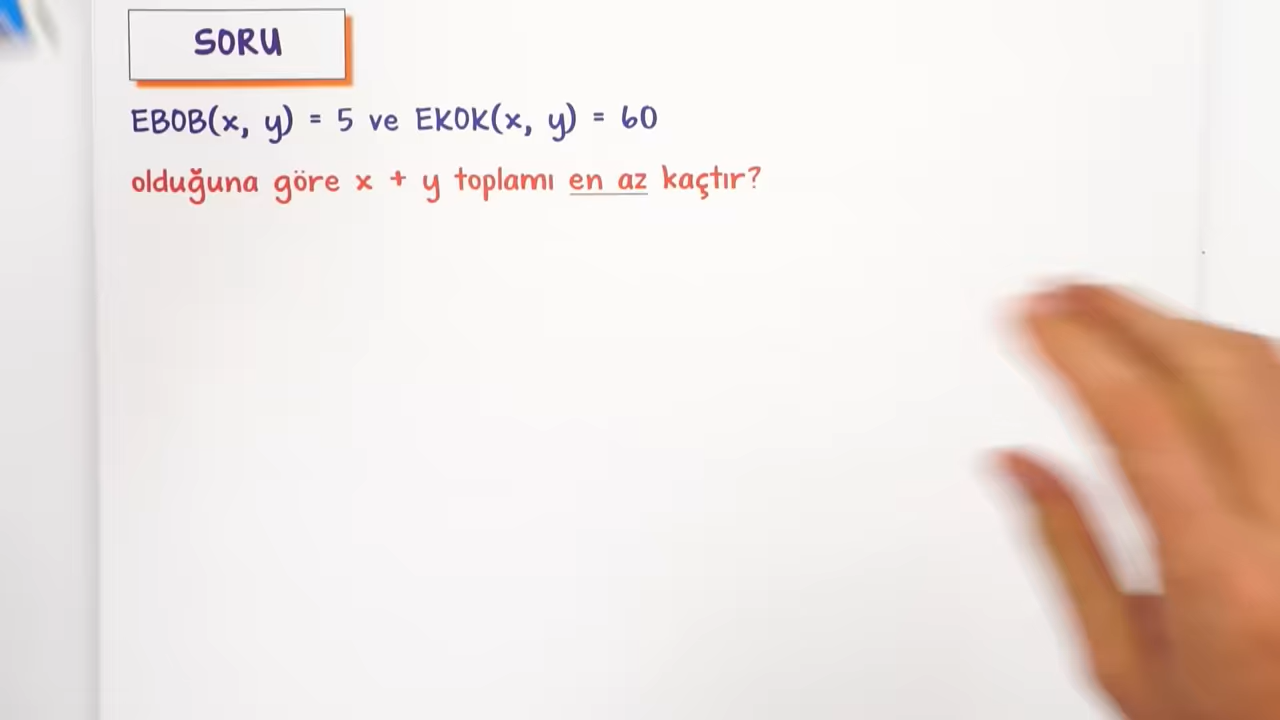 SORU
EBOB(x, y) = 5 ve EKOK(x, y) = 60
olduğuna göre x + y toplamı en az kaçtır?